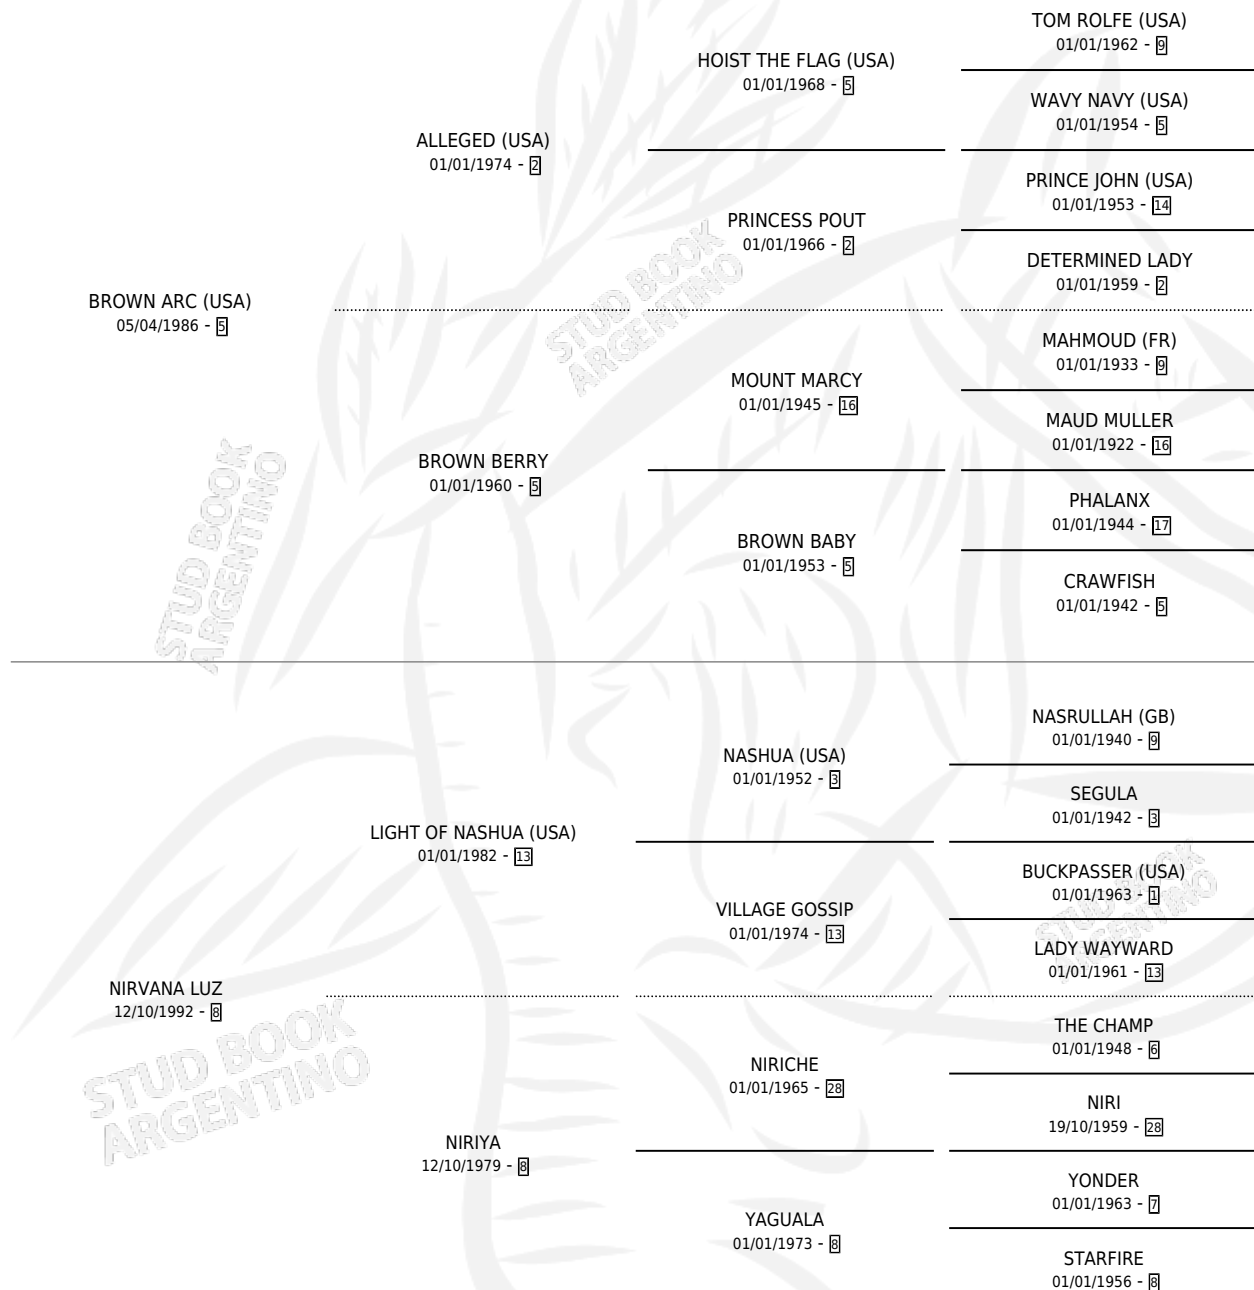 TOM ROLFE (USA)
01/01/1962 - 9
HOIST THE FLAG (USA)
01/01/1968 - 5
WAVY NAVY (USA)
01/01/1954 - 5
ALLEGED (USA)
01/01/1974 - 2
PRINCE JOHN (USA)
01/01/1953 - 14
PRINCESS POUT
01/01/1966 - 2
DETERMINED LADY
01/01/1959 - 2
BROWN ARC (USA)
05/04/1986 - 5
MAHMOUD (FR)
01/01/1933 - 9
MOUNT MARCY
01/01/1945 - 16
MAUD MULLER
01/01/1922 - 16
BROWN BERRY
01/01/1960 - 5
PHALANX
01/01/1944 - 17
BROWN BABY
01/01/1953 - 5
CRAWFISH
01/01/1942 - 5
NASRULLAH (GB)
01/01/1940 - 9
NASHUA (USA)
01/01/1952 - 3
SEGULA
01/01/1942 - 3
LIGHT OF NASHUA (USA)
01/01/1982 - 13
BUCKPASSER (USA)
01/01/1963 - 1
VILLAGE GOSSIP
01/01/1974 - 13
LADY WAYWARD
01/01/1961 - 13
NIRVANA LUZ
12/10/1992 - 8
THE CHAMP
01/01/1948 - 6
NIRICHE
01/01/1965 - 28
NIRI
19/10/1959 - 28
NIRIYA
12/10/1979 - 8
YONDER
01/01/1963 - 7
YAGUALA
01/01/1973 - 8
STARFIRE
01/01/1956 - 8
STUD BOOK
ARGENTINO
STUD BOOK
ARGENTINO
STUD BOOK
ARGENTINO
STUD BOOK
ARGENTINO